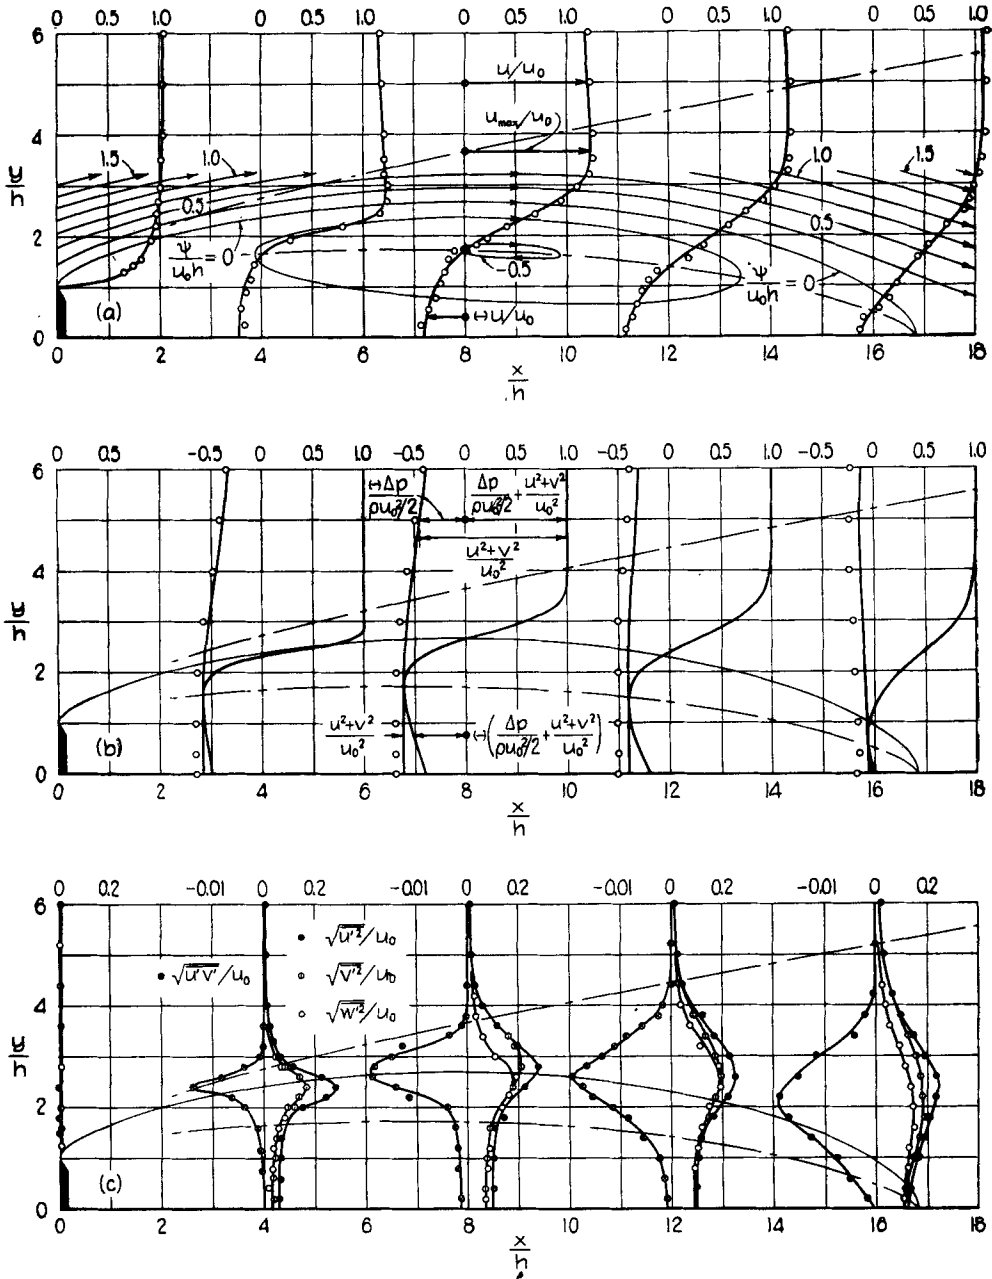 0 0.5 1.0 0 0.5 1.0 0 0.5 1.0 0 0.5 1.0 0 0.5 1.0
6
u/u₀
u_max/u₀
4
1.5 1.0 1.0 1.5
y/h
0.5 0.5
2
ψ/u₀h = 0
-0.5
ψ/u₀h = 0
(a)
(-)u/u₀
0
0 2 4 6 8 10 12 14 16 18
x/h
0 0.5 1.0 -0.5 0 0.5 1.0 -0.5 0 0.5 1.0 -0.5 0 0.5 1.0 -0.5 0 0.5 1.0
6
(-)Δp/ρu₀²/2
Δp/ρu₀²/2 + u²+v²/u₀²
u²+v²/u₀²
4
y/h
2
u²+v²/u₀²
(-)(Δp/ρu₀²/2 + u²+v²/u₀²)
(b)
0
0 2 4 6 8 10 12 14 16 18
x/h
0 0.2 -0.01 0 0.2 -0.01 0 0.2 -0.01 0 0.2 -0.01 0 0.2
6
√u'²/u₀
√u'v'/u₀
√v'²/u₀
√w'²/u₀
4
y/h
2
(c)
0
0 2 4 6 8 10 12 14 16 18
x/h